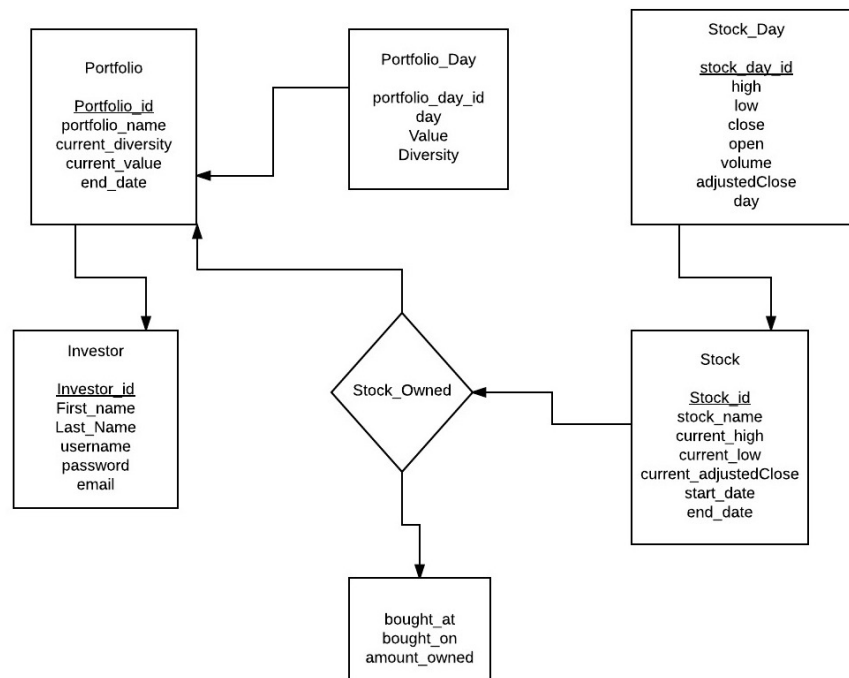 Portfolio
Portfolio_id
portfolio_name
current_diversity
current_value
end_date
Portfolio_Day
portfolio_day_id
day
Value
Diversity
Stock_Day
stock_day_id
high
low
close
open
volume
adjustedClose
day
Investor
Investor_id
First_name
Last_Name
username
password
email
Stock_Owned
Stock
Stock_id
stock_name
current_high
current_low
current_adjustedClose
start_date
end_date
bought_at
bought_on
amount_owned